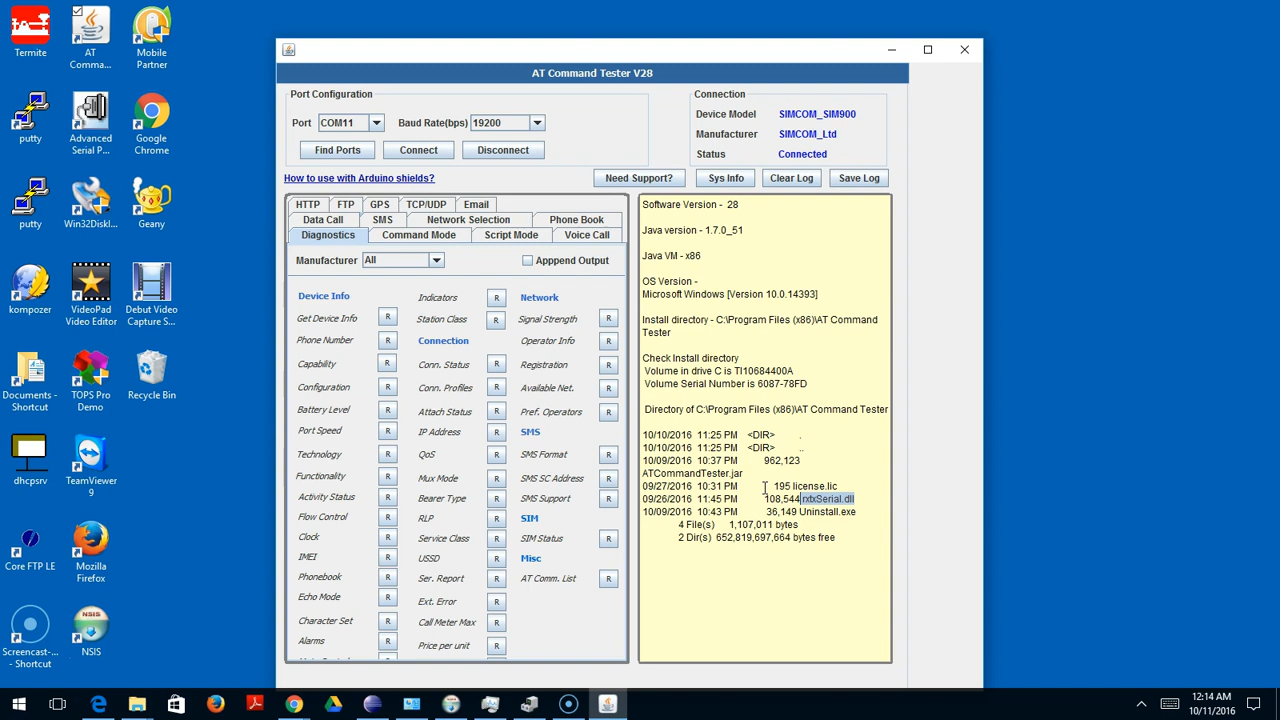 Termite
AT
Comma...
Mobile
Partner
putty
Advanced
Serial P...
Google
Chrome
putty
Win32DiskI...
Geany
kompozer
VideoPad
Video Editor
Debut Video
Capture S...
Documents -
Shortcut
TOPS Pro
Demo
Recycle Bin
dhcpsrv
TeamViewer
9
Core FTP LE
Mozilla
Firefox
Screencast-...
- Shortcut
NSIS
AT Command Tester V28
Port Configuration
Port COM11 Baud Rate(bps) 19200
Find Ports Connect Disconnect
Connection
Device Model SIMCOM_SIM900
Manufacturer SIMCOM_Ltd
Status Connected
How to use with Arduino shields?
Need Support? Sys Info Clear Log Save Log
HTTP FTP GPS TCP/UDP Email
Data Call SMS Network Selection Phone Book
Diagnostics Command Mode Script Mode Voice Call
Manufacturer All Apppend Output
Device Info
Get Device Info R
Phone Number R
Capability R
Configuration R
Battery Level R
Port Speed R
Technology R
Functionality R
Activity Status R
Flow Control R
Clock R
IMEI R
Phonebook R
Echo Mode R
Character Set R
Alarms R
Indicators R
Station Class R
Connection
Conn. Status R
Conn. Profiles R
Attach Status R
IP Address R
QoS R
Mux Mode R
Bearer Type R
RLP R
Service Class R
USSD R
Ser. Report R
Ext. Error R
Call Meter Max R
Price per unit R
Network
Signal Strength R
Operator Info R
Registration R
Available Net. R
Pref. Operators R
SMS
SMS Format R
SMS SC Address R
SMS Support R
SIM
SIM Status R
Misc
AT Comm. List R
Software Version - 28
Java version - 1.7.0_51
Java VM - x86
OS Version -
Microsoft Windows [Version 10.0.14393]
Install directory - C:\Program Files (x86)\AT Command
Tester
Check Install directory
Volume in drive C is TI10684400A
Volume Serial Number is 6087-78FD
Directory of C:\Program Files (x86)\AT Command Tester
10/10/2016 11:25 PM <DIR> .
10/10/2016 11:25 PM <DIR> ..
10/09/2016 10:37 PM 962,123
ATCommandTester.jar
09/27/2016 10:31 PM 195 license.lic
09/26/2016 11:45 PM 108,544 rxtxSerial.dll
10/09/2016 10:43 PM 36,149 Uninstall.exe
4 File(s) 1,107,011 bytes
2 Dir(s) 652,819,697,664 bytes free
12:14 AM
10/11/2016